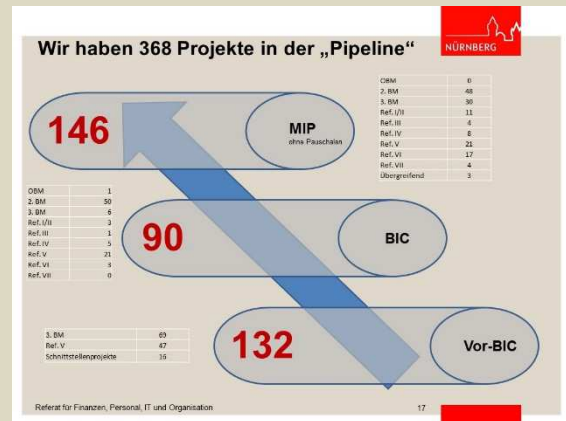 NÜRNBERG
Wir haben 368 Projekte in der „Pipeline“
OBM 0
2. BM 48
3. BM 30
Ref. I/II 11
Ref. III 4
Ref. IV 8
Ref. V 21
Ref. VI 17
Ref. VII 4
Übergreifend 3
146
MIP
ohne Pauschalen
OBM 1
2. BM 50
3. BM 6
Ref. I/II 3
Ref. III 1
Ref. IV 5
Ref. V 21
Ref. VI 3
Ref. VII 0
90
BIC
3. BM 69
Ref. V 47
Schnittstellenprojekte 16
132
Vor-BIC
Referat für Finanzen, Personal, IT und Organisation
17